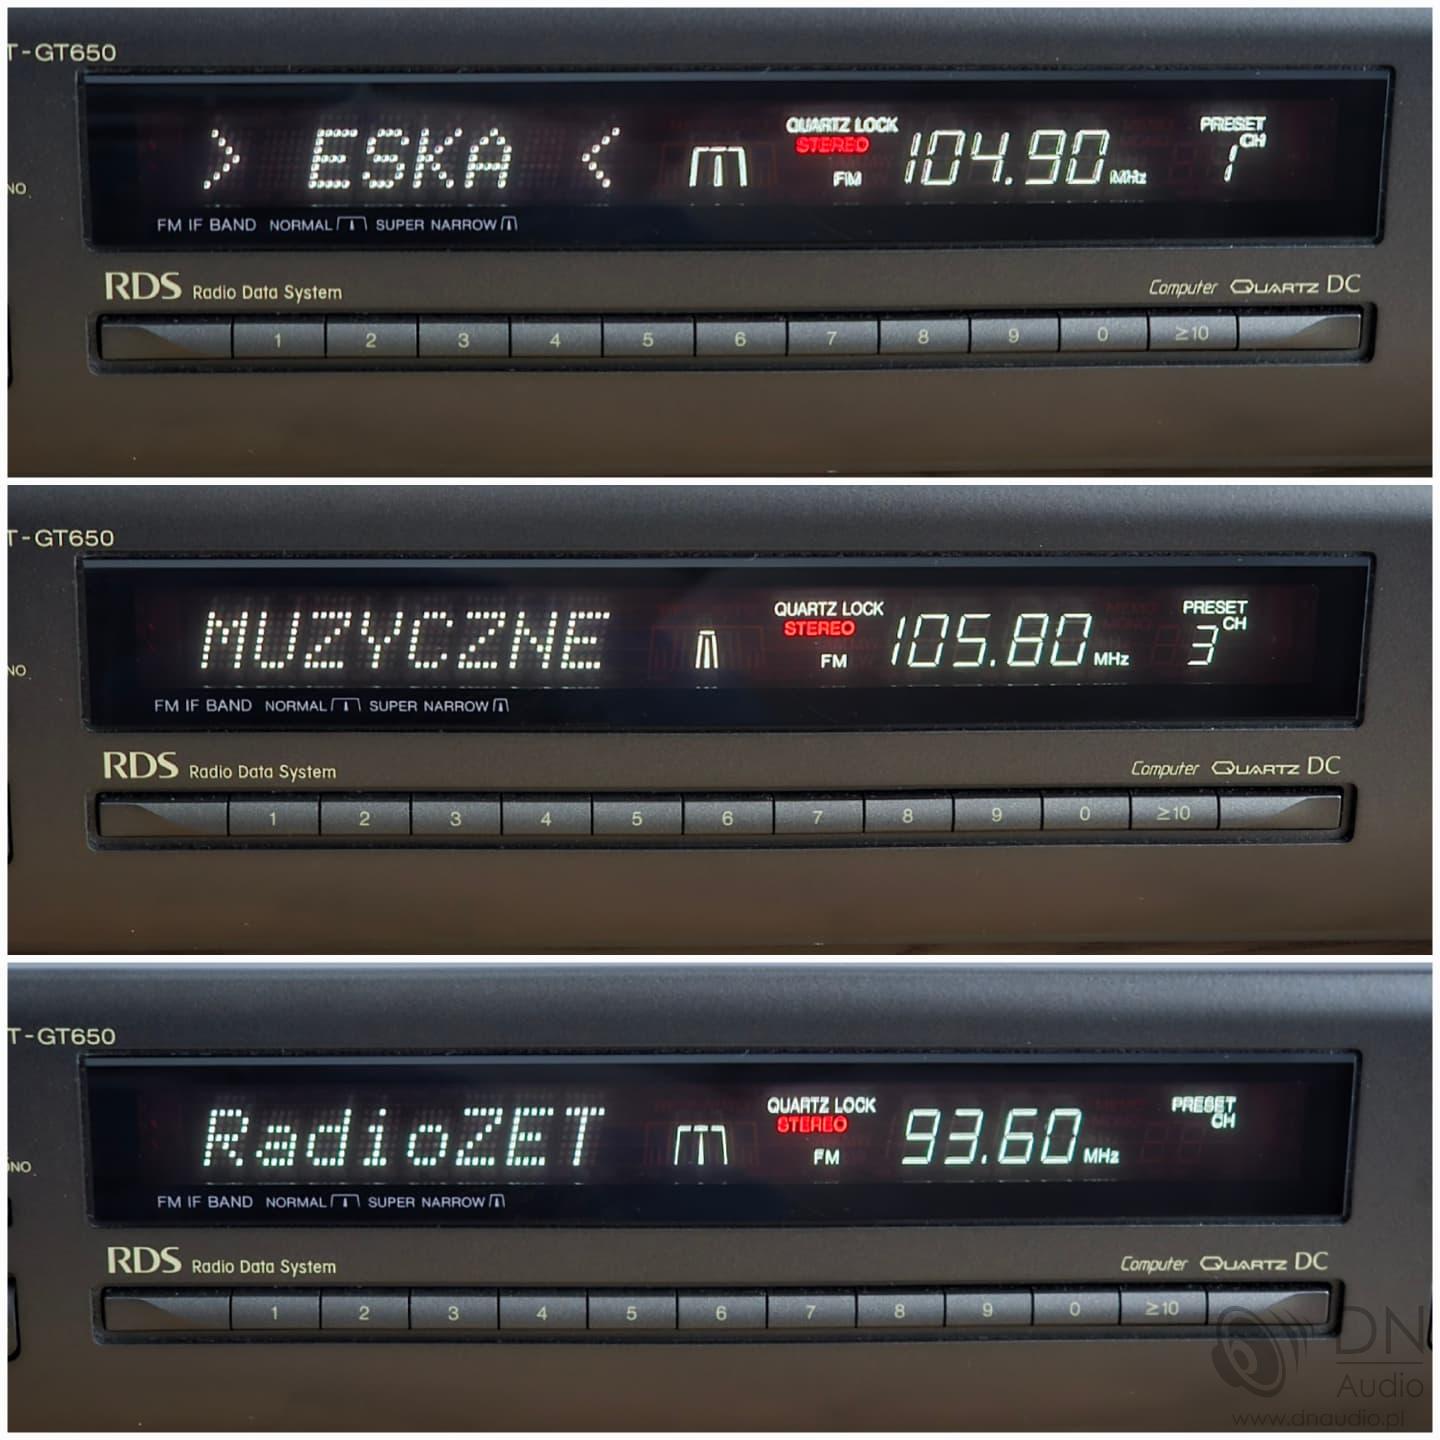 T-GT650
> ESKA <
QUARTZ LOCK
STEREO
FM
104.90 MHz
PRESET
CH
1
NO
FM IF BAND NORMAL SUPER NARROW
RDS Radio Data System
Computer QUARTZ DC
1 2 3 4 5 6 7 8 9 0 ≥10
T-GT650
MUZYCZNE
QUARTZ LOCK
STEREO
FM
105.80 MHz
PRESET
CH
3
NO
FM IF BAND NORMAL SUPER NARROW
RDS Radio Data System
Computer QUARTZ DC
1 2 3 4 5 6 7 8 9 0 ≥10
T-GT650
RadioZET
QUARTZ LOCK
STEREO
FM
93.60 MHz
PRESET
CH
NO
FM IF BAND NORMAL SUPER NARROW
RDS Radio Data System
Computer QUARTZ DC
1 2 3 4 5 6 7 8 9 0 ≥10
DN
Audio
www.dnaudio.pl